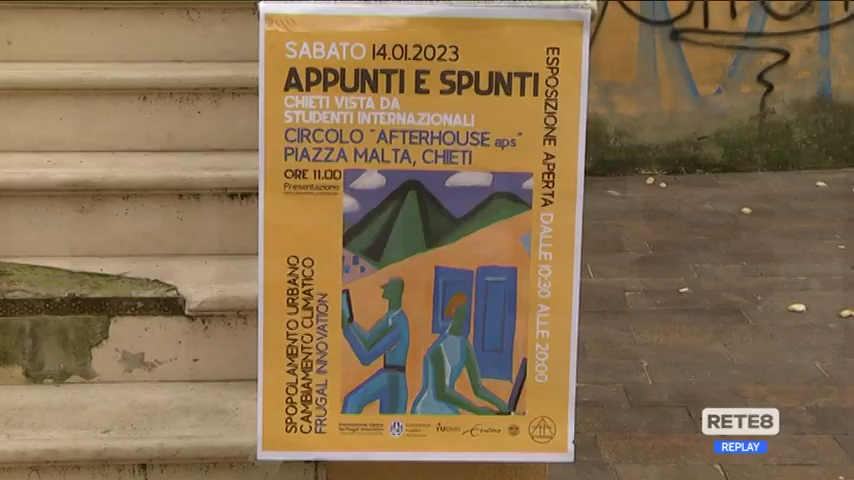 SABATO 14.01.2023
APPUNTI E SPUNTI
CHIETI VISTA DA
STUDENTI INTERNAZIONALI
CIRCOLO "AFTERHOUSE aps"
PIAZZA MALTA, CHIETI
ORE 11.00
Presentazione
ESPOSIZIONE APERTA DALLE 10:30 ALLE 20:00
SPOPOLAMENTO URBANO
CAMBIAMENTO CLIMATICO
FRUGAL INNOVATION
RETE8
REPLAY